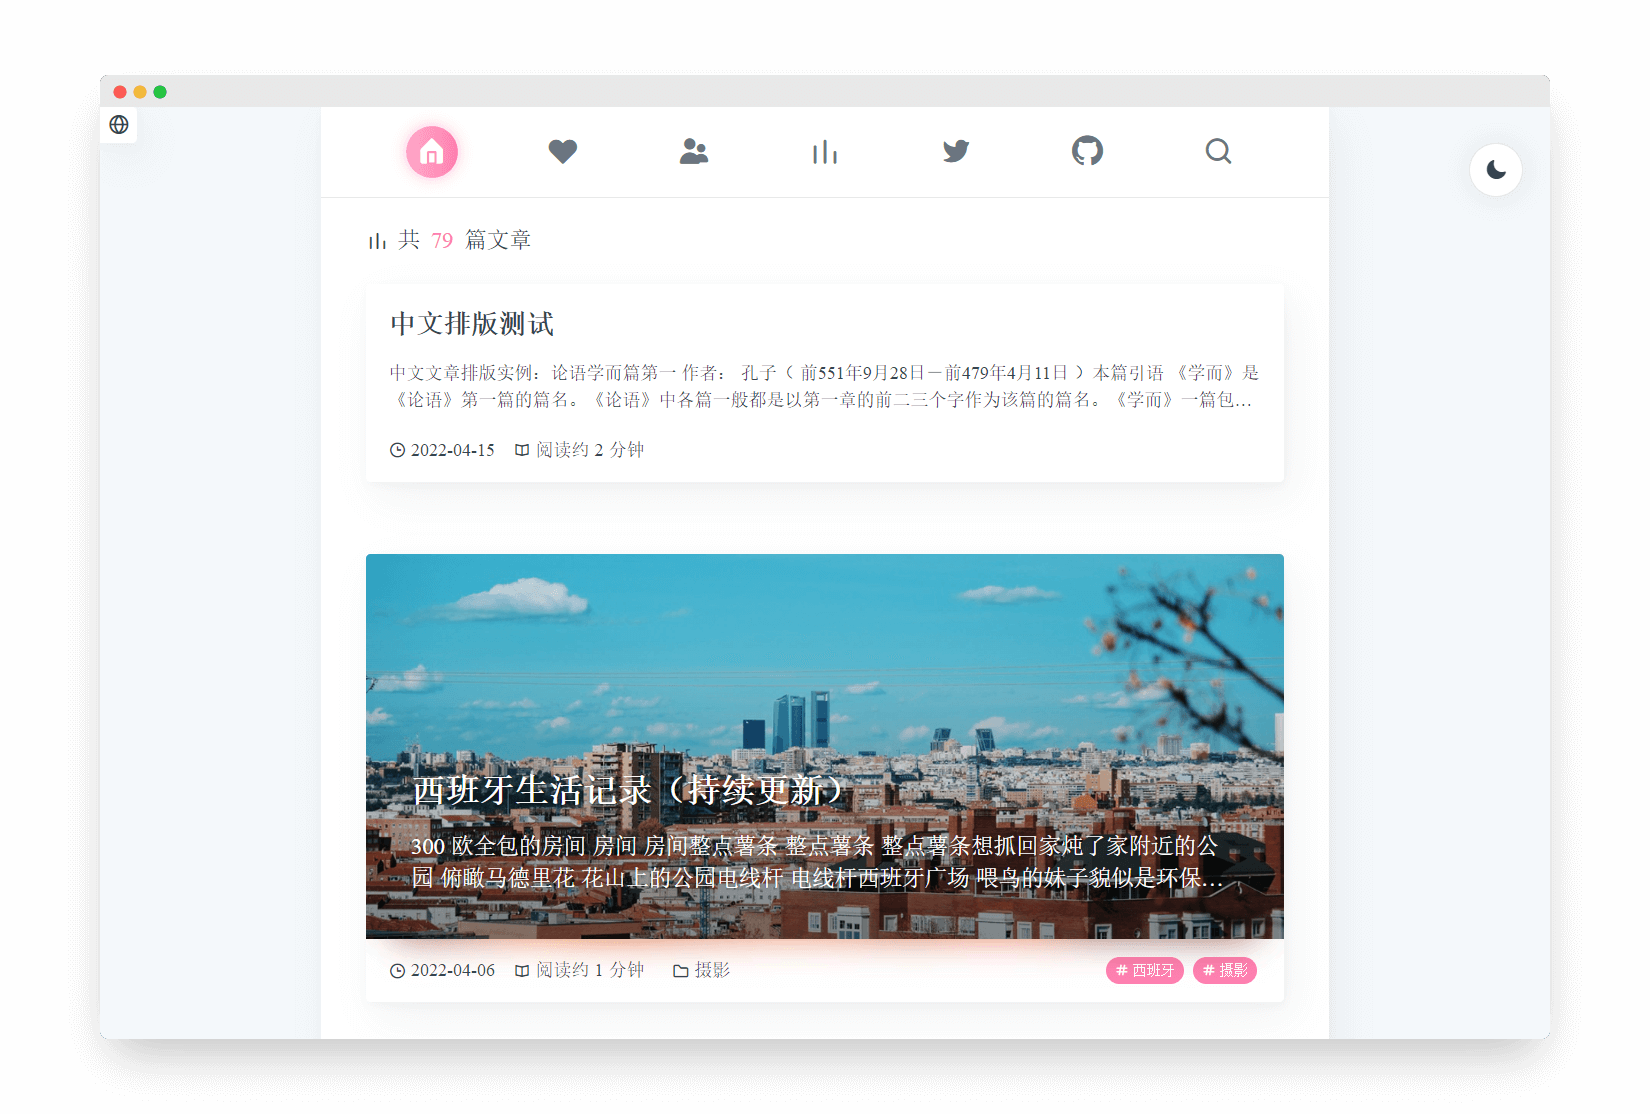 共 79 篇文章
中文排版测试
中文文章排版实例：论语学而篇第一 作者： 孔子（ 前551年9月28日－前479年4月11日 ）本篇引语 《学而》是
《论语》第一篇的篇名。《论语》中各篇一般都是以第一章的前二三个字作为该篇的篇名。《学而》一篇包…
2022-04-15 阅读约 2 分钟
西班牙生活记录（持续更新）
300 欧全包的房间 房间 房间整点薯条 整点薯条 整点薯条想抓回家炖了家附近的公
园 俯瞰马德里花 花山上的公园电线杆 电线杆西班牙广场 喂鸟的妹子貌似是环保…
2022-04-06 阅读约 1 分钟 摄影 # 西班牙 # 摄影